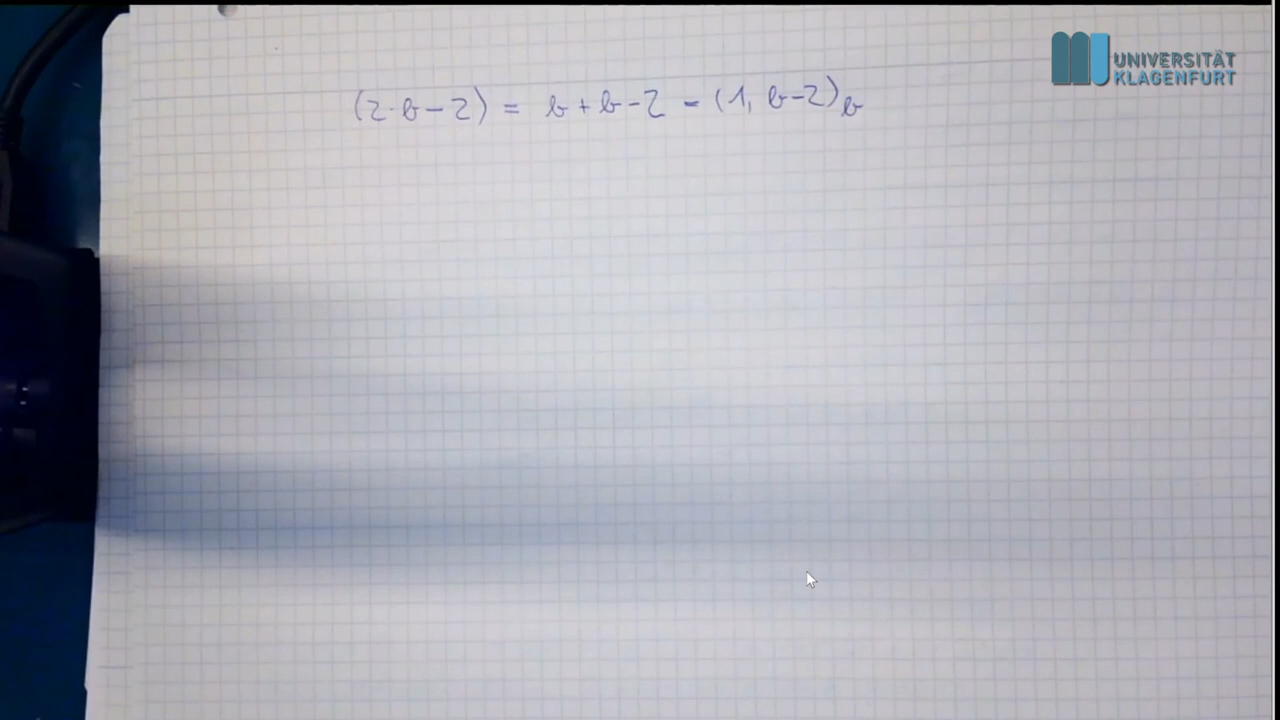 (2·b-2) = b+b-2 = (1, b-2)_b
UNIVERSITÄT
KLAGENFURT